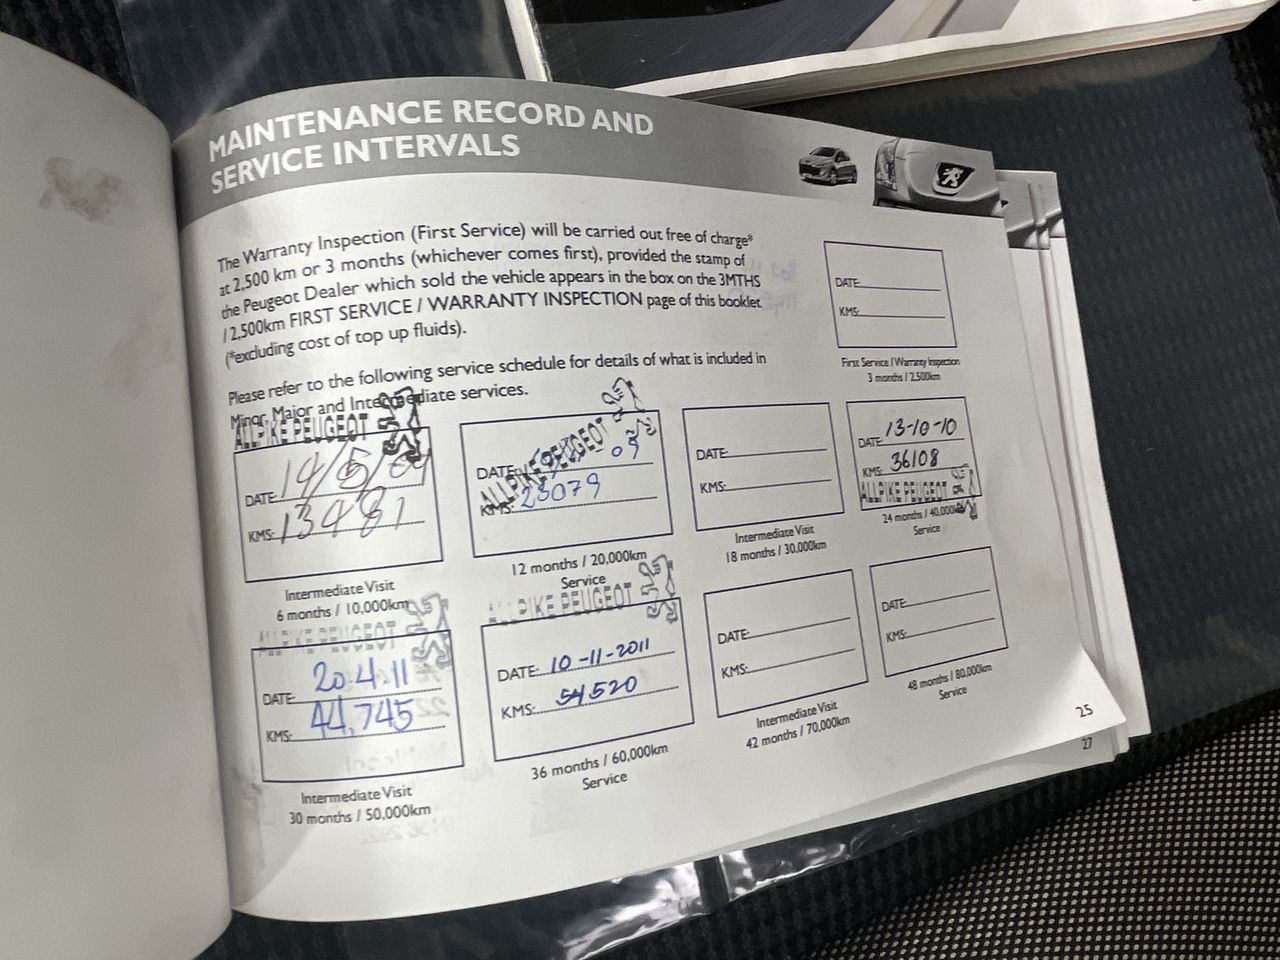 MAINTENANCE RECORD AND
SERVICE INTERVALS
The Warranty Inspection (First Service) will be carried out free of charge*
at 2,500 km or 3 months (whichever comes first), provided the stamp of
the Peugeot Dealer which sold the vehicle appears in the box on the 3MTHS
/ 2,500km FIRST SERVICE / WARRANTY INSPECTION page of this booklet
(*excluding cost of top up fluids).
Please refer to the following service schedule for details of what is included in
Minor, Major and Intermediate services.
DATE:
KMS:
First Service / Warranty Inspection
3 months / 2,500km
ALLPIKE PEUGEOT
DATE: 14/5/09
KMS: 13481
Intermediate Visit
6 months / 10,000km
ALLPIKE PEUGEOT
DATE: 09
KMS: 23079
12 months / 20,000km
Service
DATE:
KMS:
Intermediate Visit
18 months / 30,000km
DATE: 13-10-10
KMS: 36108
ALLPIKE PEUGEOT
24 months / 40,000km
Service
ALLPIKE PEUGEOT
DATE: 20.4.11
KMS: 44,745
Intermediate Visit
30 months / 50,000km
ALLPIKE PEUGEOT
DATE: 10-11-2011
KMS: 54520
36 months / 60,000km
Service
DATE:
KMS:
Intermediate Visit
42 months / 70,000km
DATE:
KMS:
48 months / 80,000km
Service
25
27